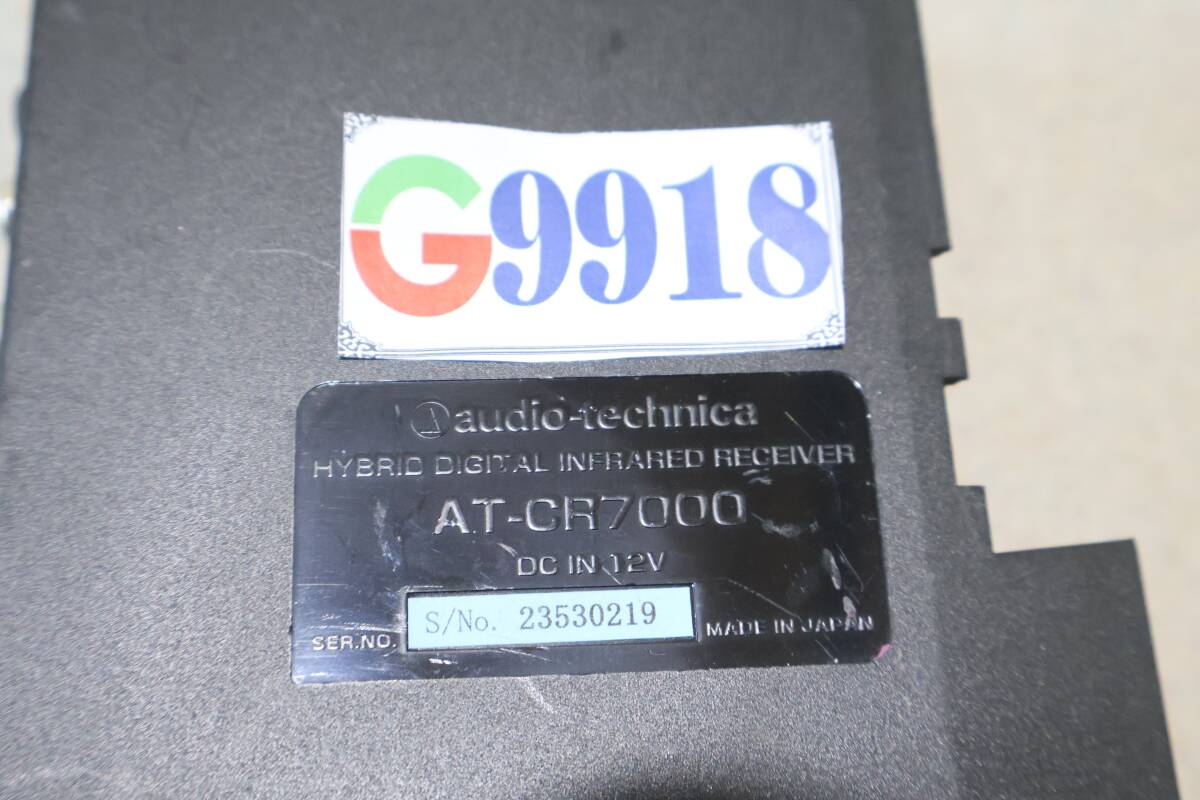 G9918
audio-technica
HYBRID DIGITAL INFRARED RECEIVER
AT-CR7000
DC IN 12V
SER.NO. S/No. 23530219 MADE IN JAPAN